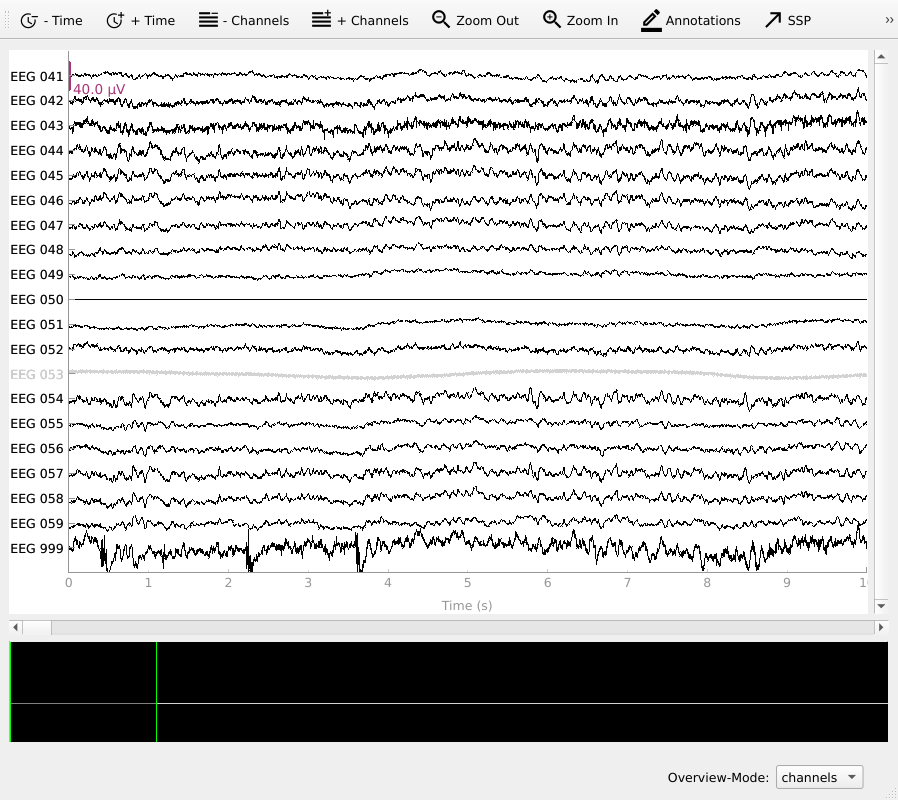 - Time + Time - Channels + Channels Zoom Out Zoom In Annotations SSP »
EEG 041
40.0 µV
EEG 042
EEG 043
EEG 044
EEG 045
EEG 046
EEG 047
EEG 048
EEG 049
EEG 050
EEG 051
EEG 052
EEG 053
EEG 054
EEG 055
EEG 056
EEG 057
EEG 058
EEG 059
EEG 999
0 1 2 3 4 5 6 7 8 9 1
Time (s)
Overview-Mode: channels